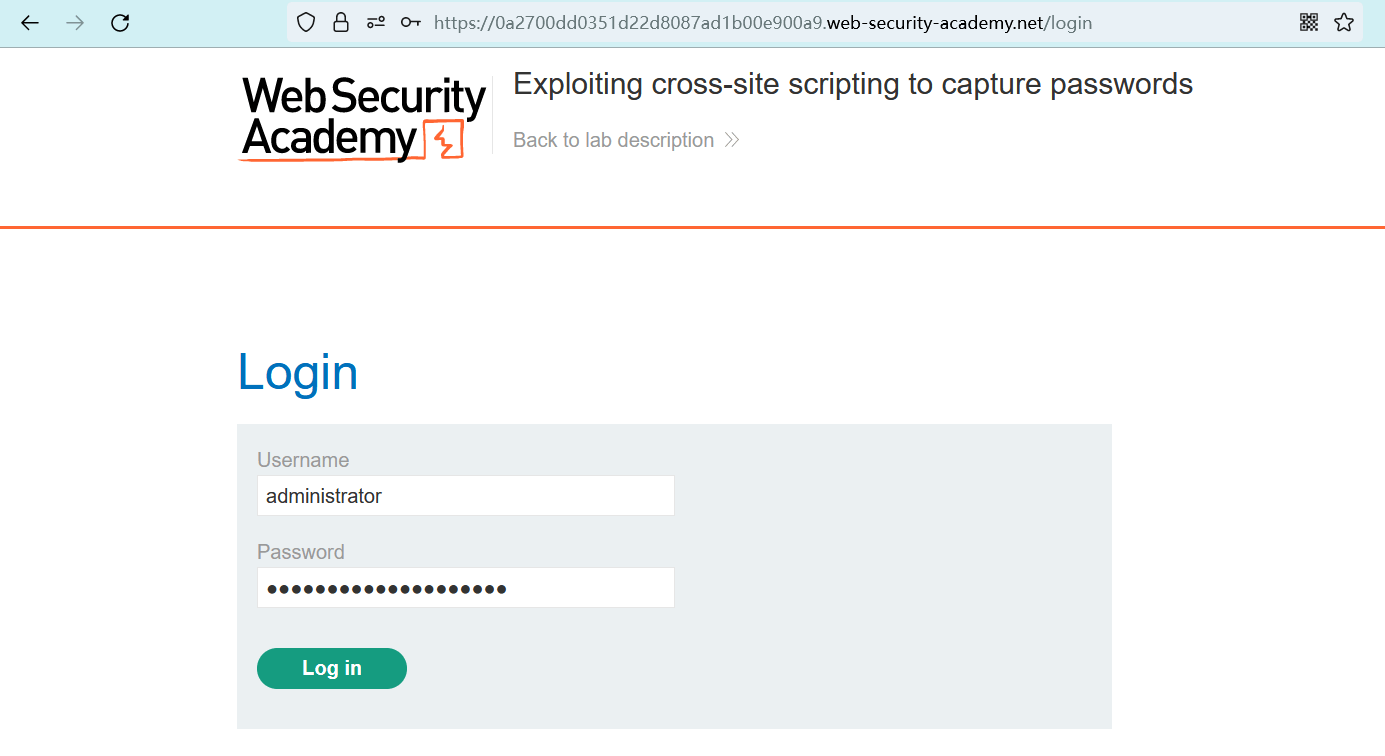 https://0a2700dd0351d22d8087ad1b00e900a9.web-security-academy.net/login
Web Security
Academy
Exploiting cross-site scripting to capture passwords
Back to lab description
Login
Username
administrator
Password
●●●●●●●●●●●●●●●●●●●●
Log in